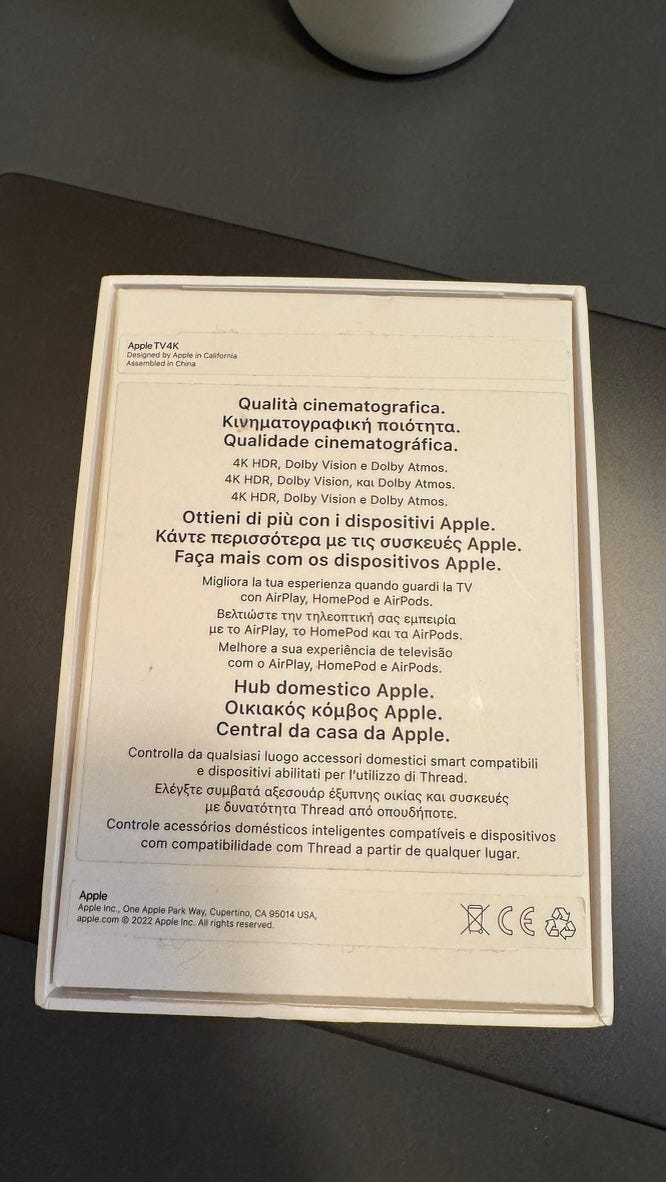 Apple TV 4K
Designed by Apple in California
Assembled in China
Qualità cinematografica.
Κινηματογραφική ποιότητα.
Qualidade cinematográfica.
4K HDR, Dolby Vision e Dolby Atmos.
4K HDR, Dolby Vision, και Dolby Atmos.
4K HDR, Dolby Vision e Dolby Atmos.
Ottieni di più con i dispositivi Apple.
Κάντε περισσότερα με τις συσκευές Apple.
Faça mais com os dispositivos Apple.
Migliora la tua esperienza quando guardi la TV
con AirPlay, HomePod e AirPods.
Βελτιώστε την τηλεοπτική σας εμπειρία
με το AirPlay, το HomePod και τα AirPods.
Melhore a sua experiência de televisão
com o AirPlay, HomePod e AirPods.
Hub domestico Apple.
Οικιακός κόμβος Apple.
Central da casa da Apple.
Controlla da qualsiasi luogo accessori domestici smart compatibili
e dispositivi abilitati per l'utilizzo di Thread.
Ελέγξτε συμβατά αξεσουάρ έξυπνης οικίας και συσκευές
με δυνατότητα Thread από οπουδήποτε.
Controle acessórios domésticos inteligentes compatíveis e dispositivos
com compatibilidade com Thread a partir de qualquer lugar.
Apple
Apple Inc., One Apple Park Way, Cupertino, CA 95014 USA,
apple.com © 2022 Apple Inc. All rights reserved.
CE